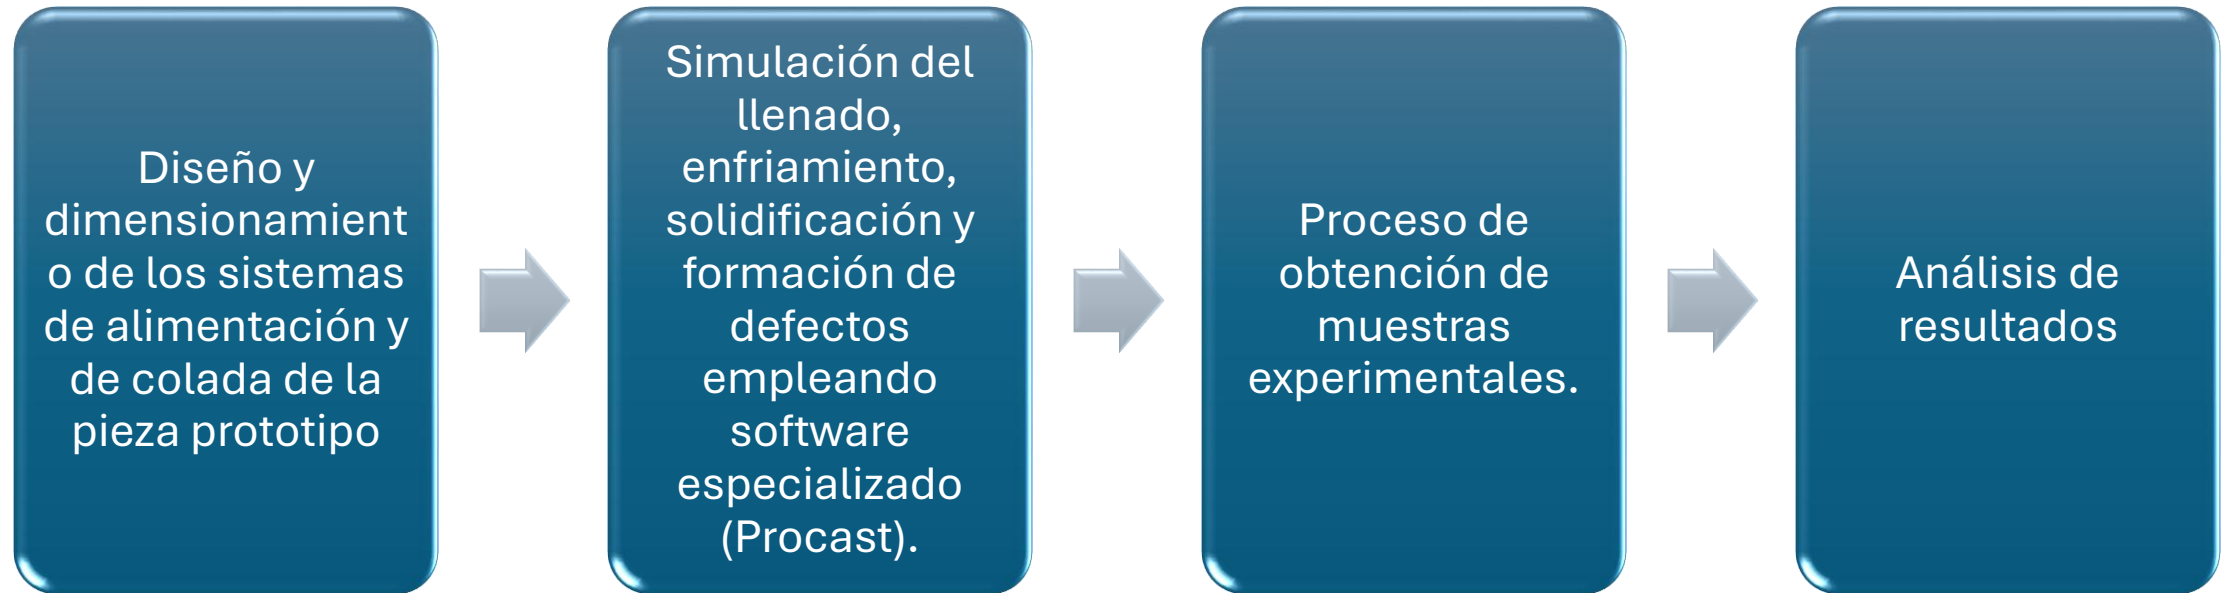 Diseño y
dimensionamient
o de los sistemas
de alimentación y
de colada de la
pieza prototipo
Simulación del
llenado,
enfriamiento,
solidificación y
formación de
defectos
empleando
software
especializado
(Procast).
Proceso de
obtención de
muestras
experimentales.
Análisis de
resultados